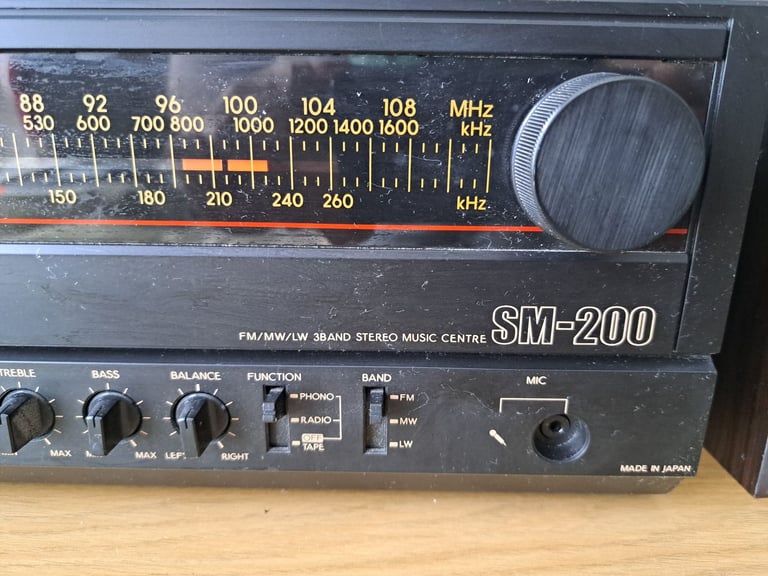 88 92 96 100 104 108 MHz
530 600 700 800 1000 1200 1400 1600 kHz
150 180 210 240 260 kHz
FM/MW/LW 3BAND STEREO MUSIC CENTRE SM-200
TREBLE BASS BALANCE FUNCTION BAND MIC
PHONO FM
RADIO MW
OFF
TAPE LW
MAX MAX LEFT RIGHT
MADE IN JAPAN